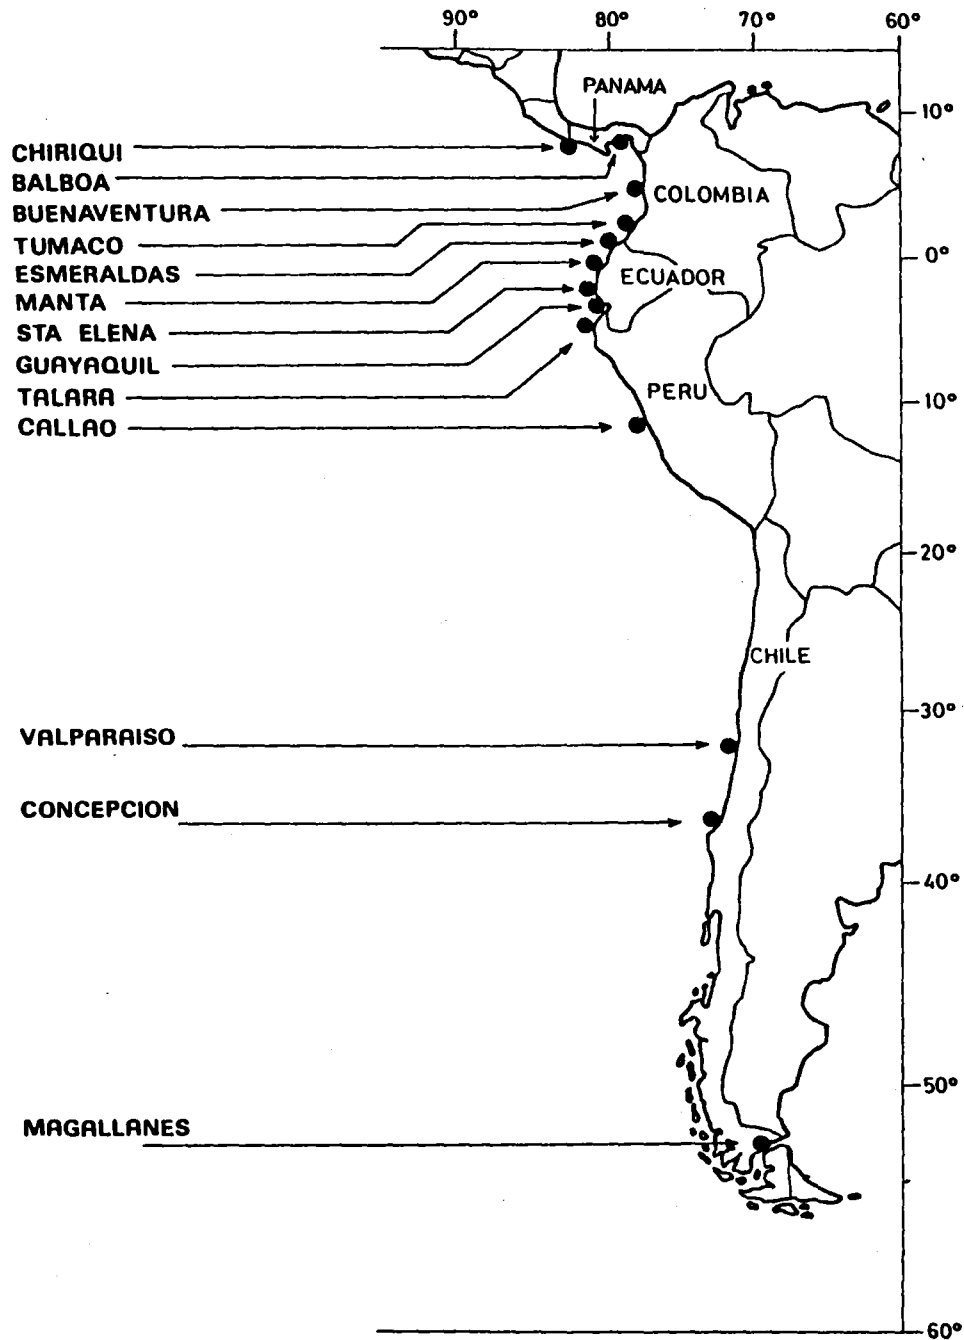 90° 80° 70° 60°
PANAMA
10°
CHIRIQUI
BALBOA
COLOMBIA
BUENAVENTURA
TUMACO
0°
ESMERALDAS
ECUADOR
MANTA
STA ELENA
GUAYAQUIL
TALARA
PERU
10°
CALLAO
20°
CHILE
30°
VALPARAISO
CONCEPCION
40°
50°
MAGALLANES
60°